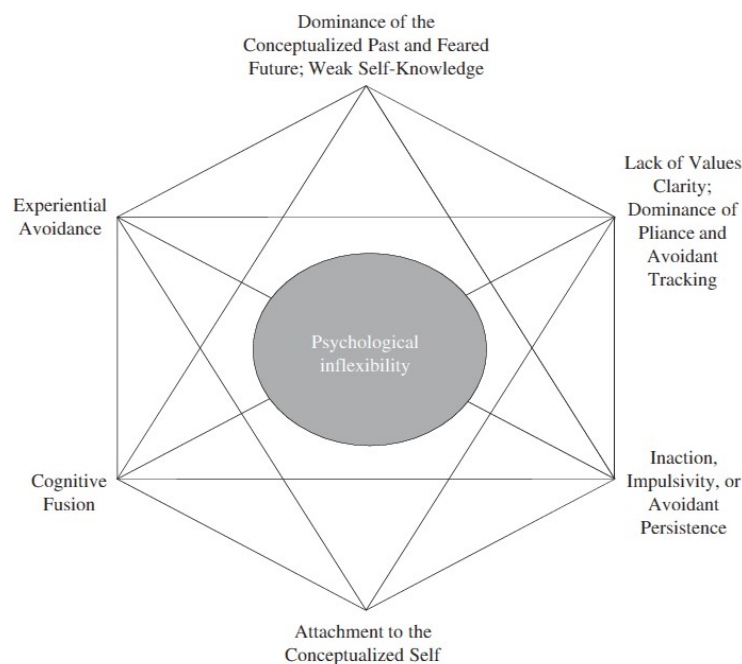 Dominance of the
Conceptualized Past and Feared
Future; Weak Self-Knowledge
Experiential
Avoidance
Lack of Values
Clarity;
Dominance of
Pliance and
Avoidant
Tracking
Psychological
inflexibility
Cognitive
Fusion
Inaction,
Impulsivity, or
Avoidant
Persistence
Attachment to the
Conceptualized Self